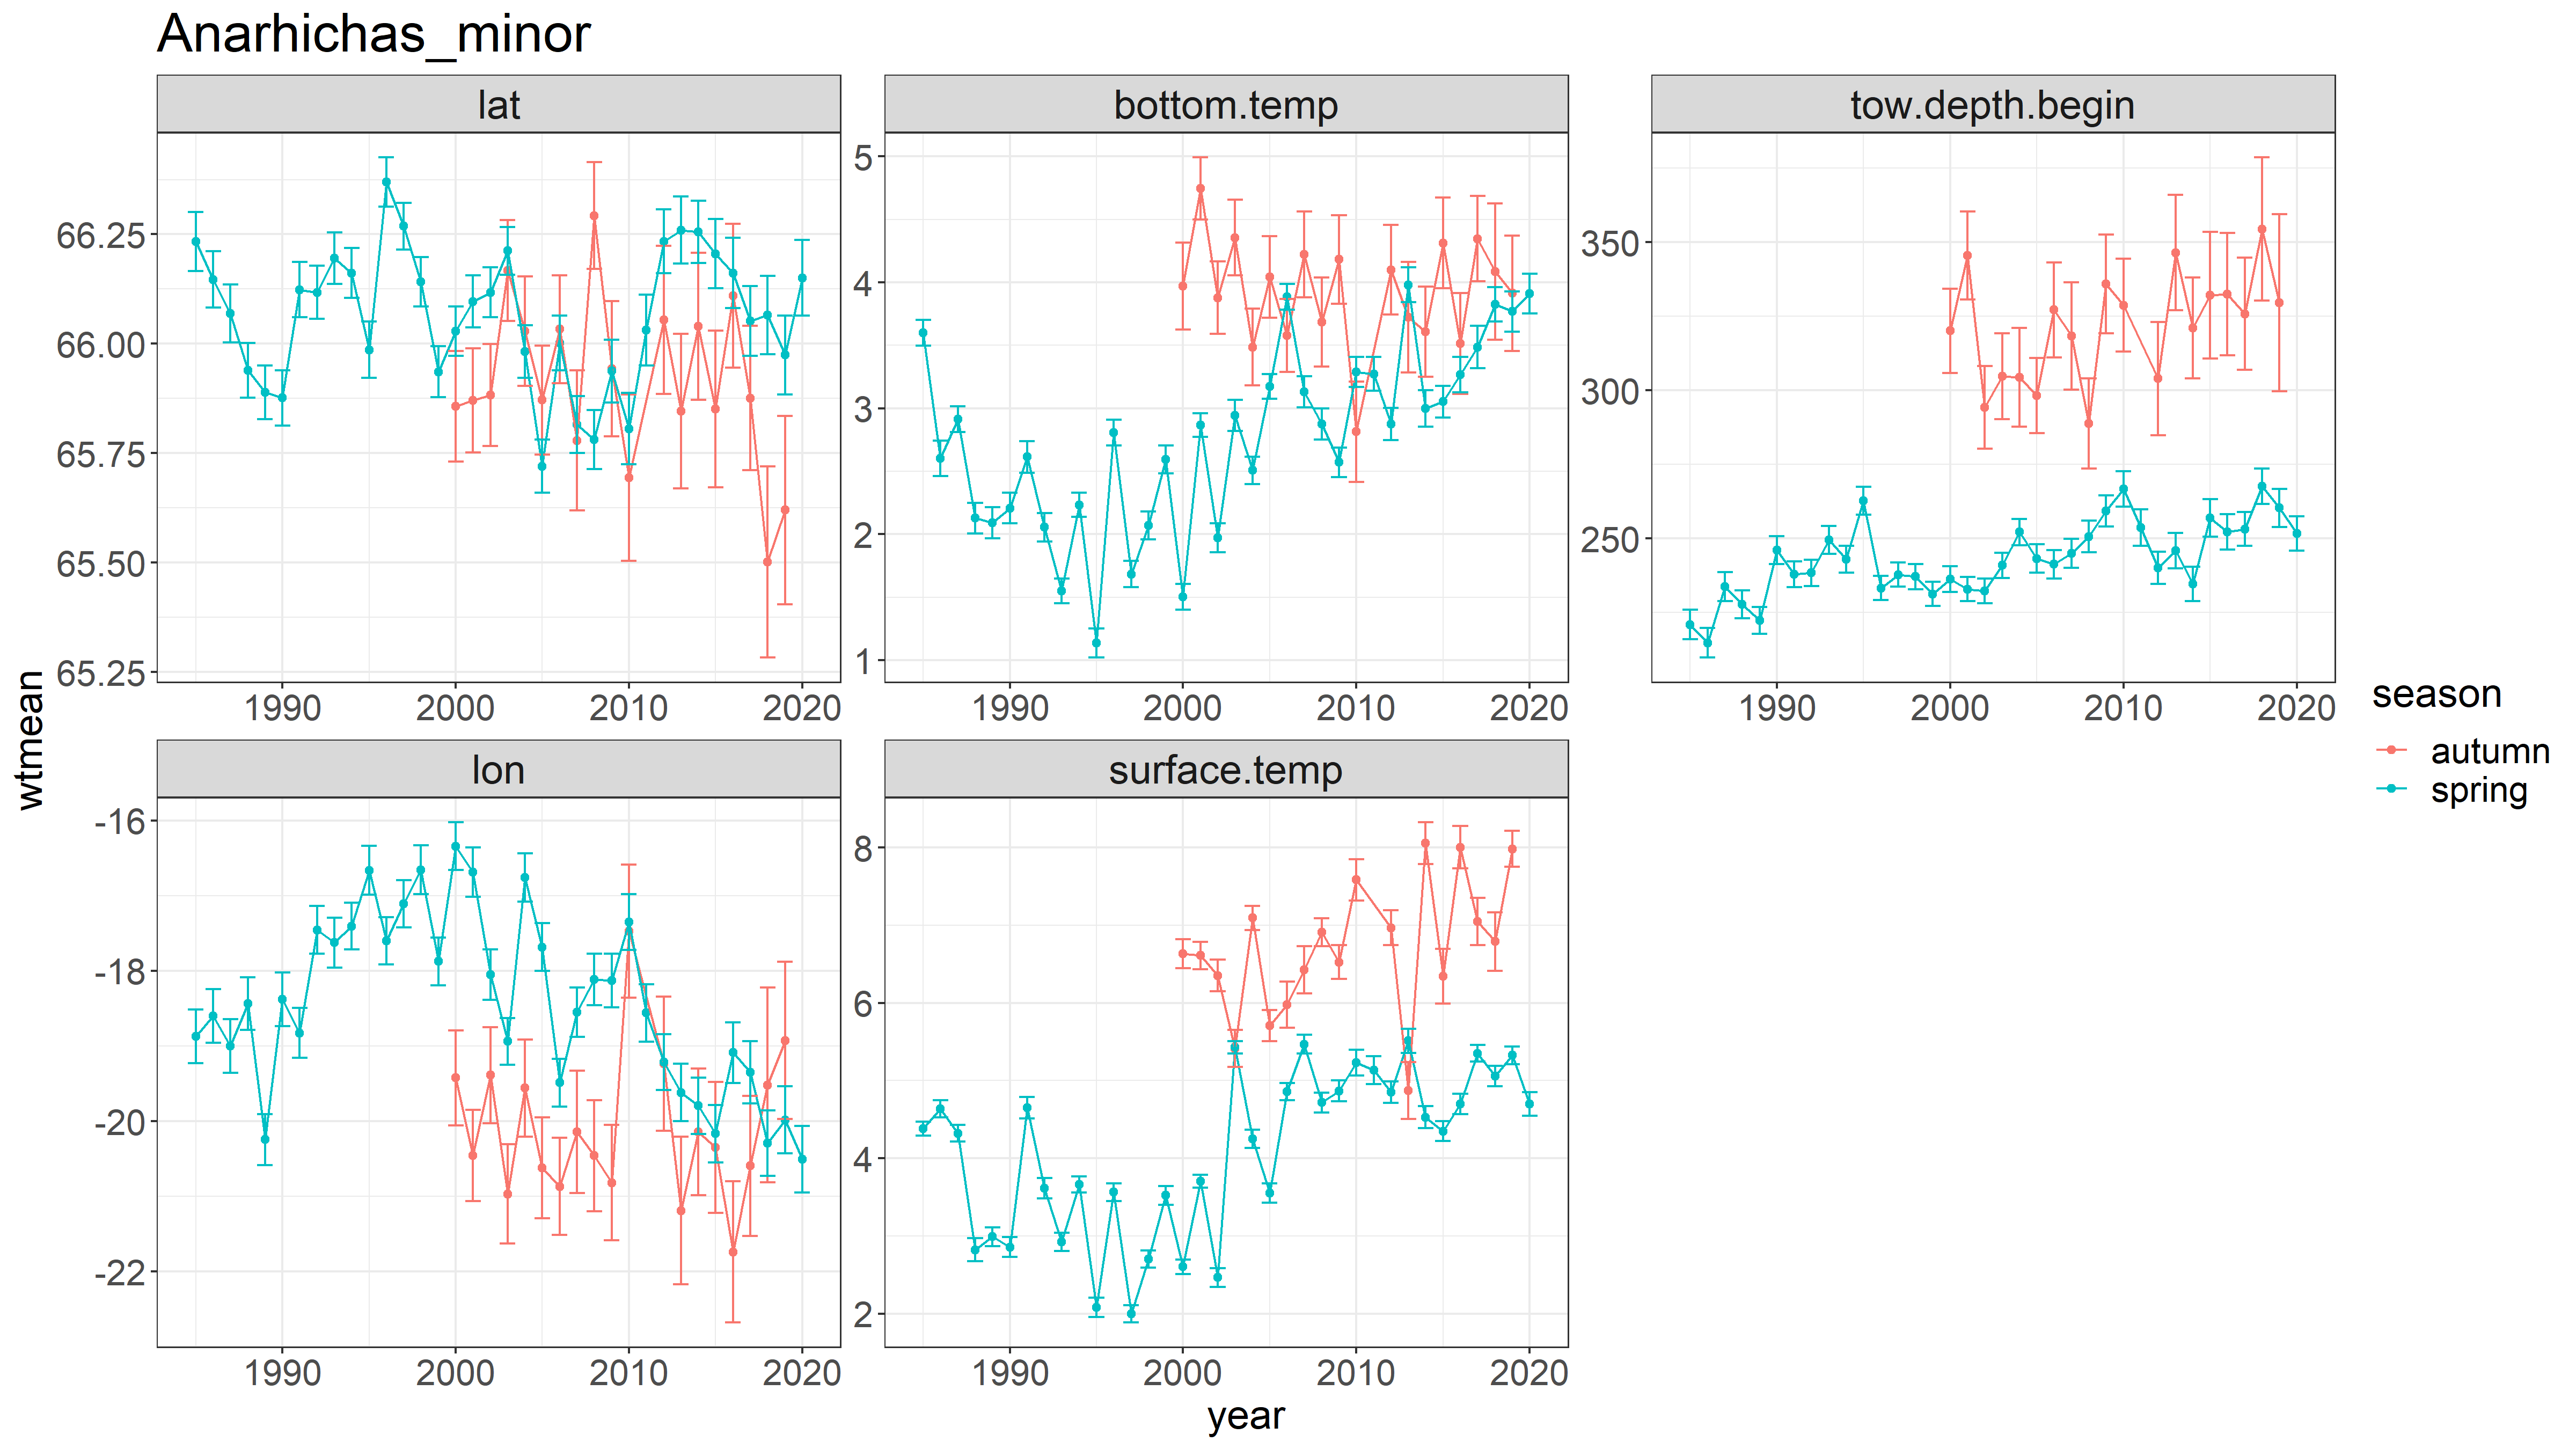 Anarhichas_minor
lat
bottom.temp
tow.depth.begin
66.25
66.00
65.75
65.50
65.25
5
4
3
2
1
350
300
250
1990 2000 2010 2020
1990 2000 2010 2020
1990 2000 2010 2020
wtmean
lon
surface.temp
-16
-18
-20
-22
8
6
4
2
1990 2000 2010 2020
1990 2000 2010 2020
year
season
autumn
spring